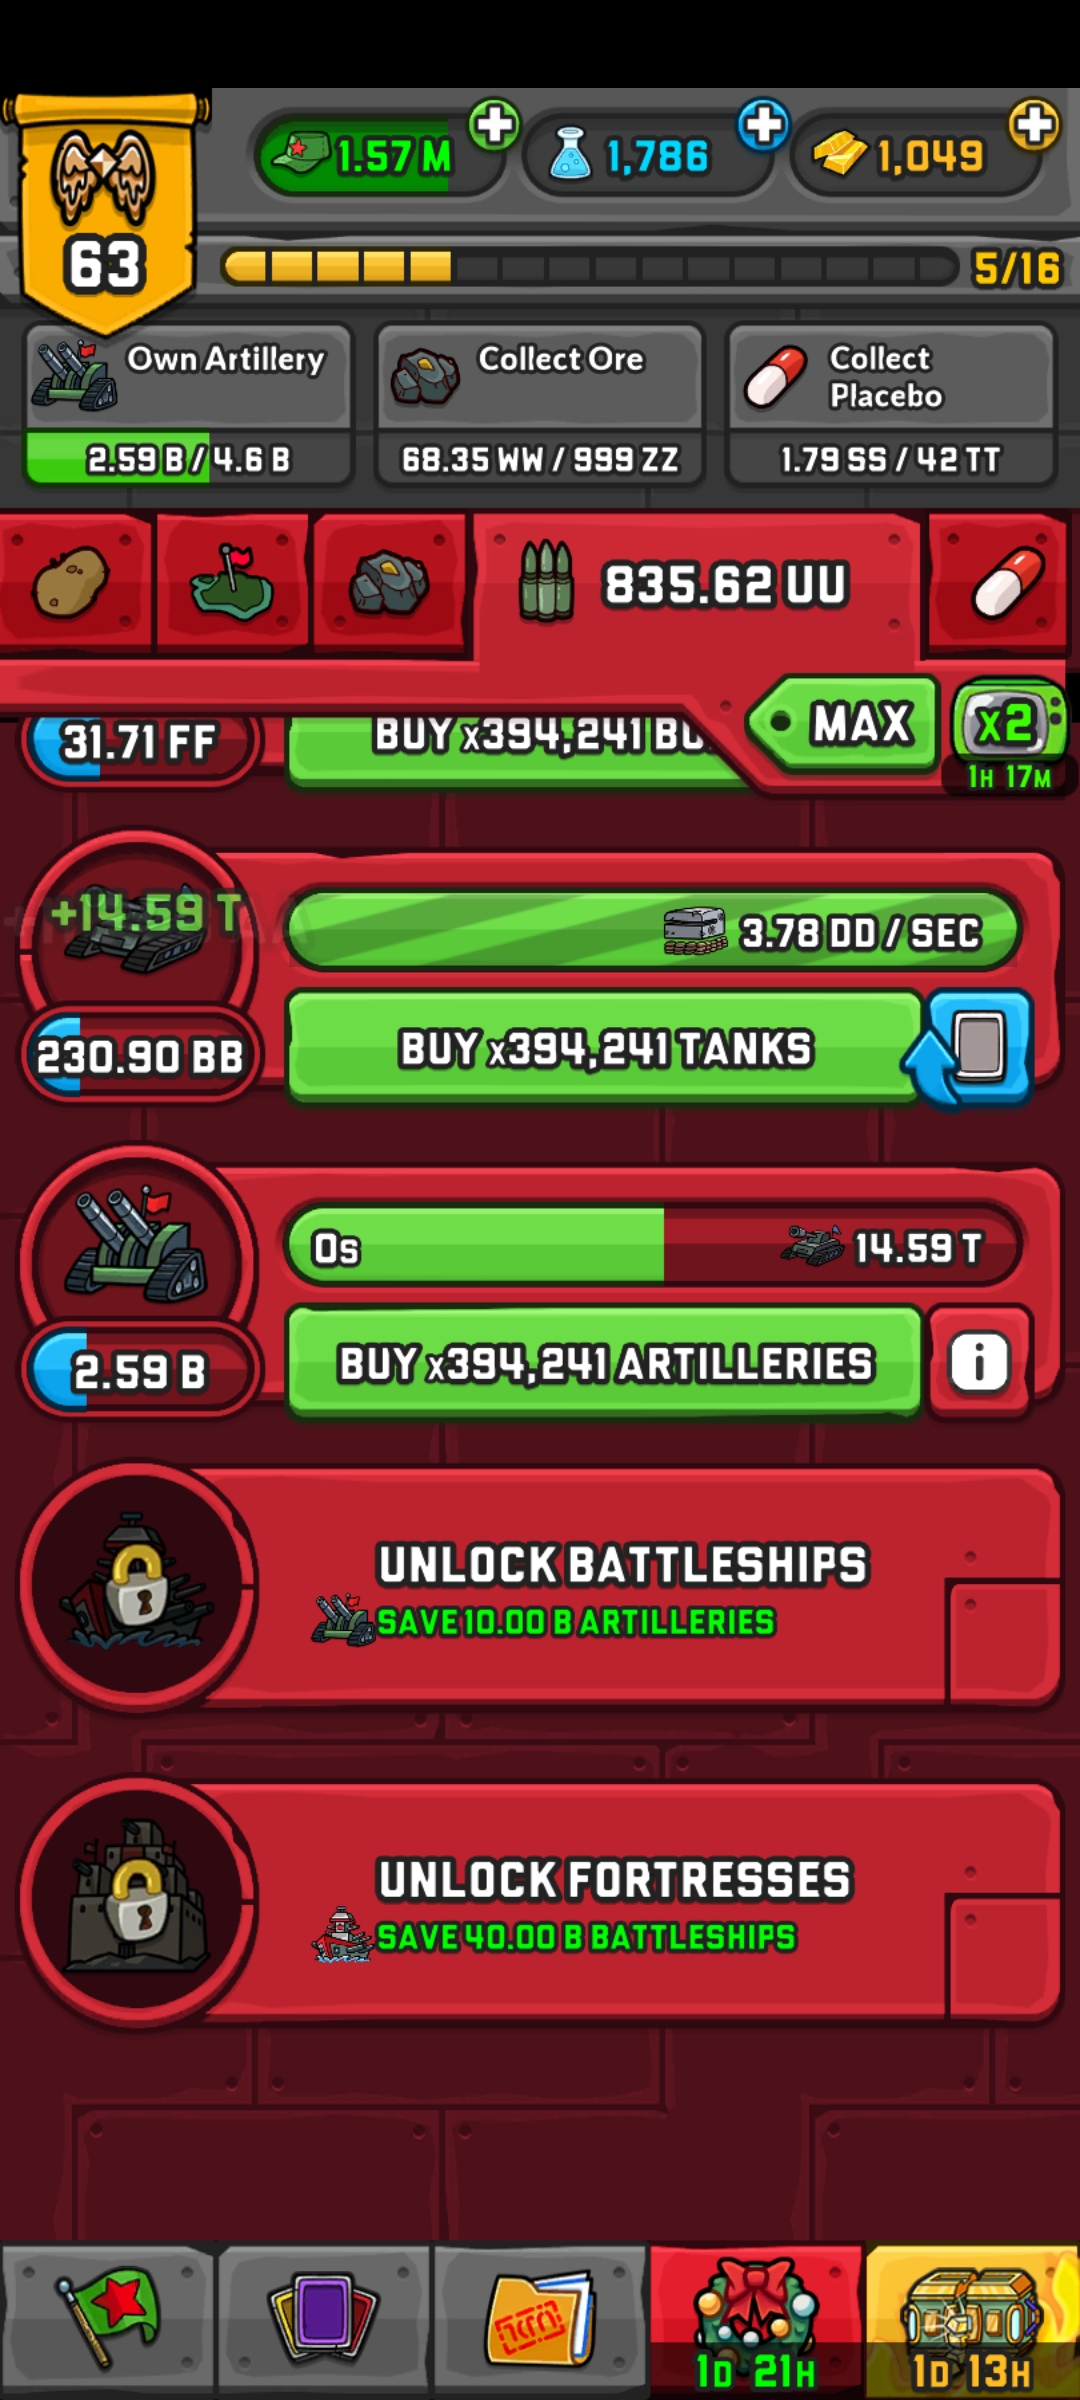 1.57 M
1,786
1,049
63
5/16
Own Artillery
Collect Ore
Collect
Placebo
2.59 B / 4.6 B
68.35 WW / 999 ZZ
1.79 SS / 42 TT
835.62 UU
MAX
X2
1H 17M
31.71 FF
BUY x394,241 BU
+14.59 T
3.78 DD / SEC
230.90 BB
BUY x394,241 TANKS
0s
14.59 T
2.59 B
BUY x394,241 ARTILLERIES
i
UNLOCK BATTLESHIPS
SAVE 10.00 B ARTILLERIES
UNLOCK FORTRESSES
SAVE 40.00 B BATTLESHIPS
1D 21H
1D 13H